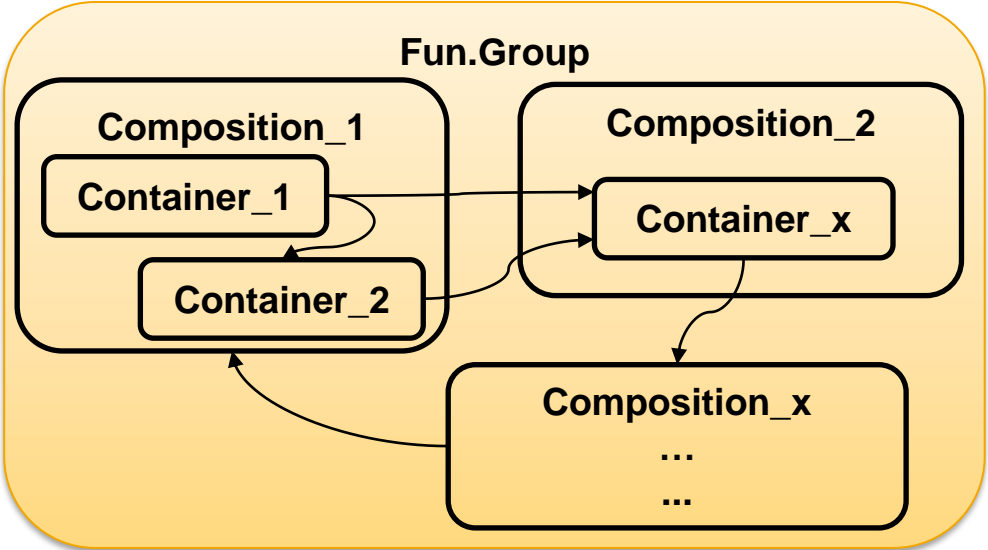 Fun.Group
Composition_1
Container_1
Container_2
Composition_2
Container_x
Composition_x
...
...